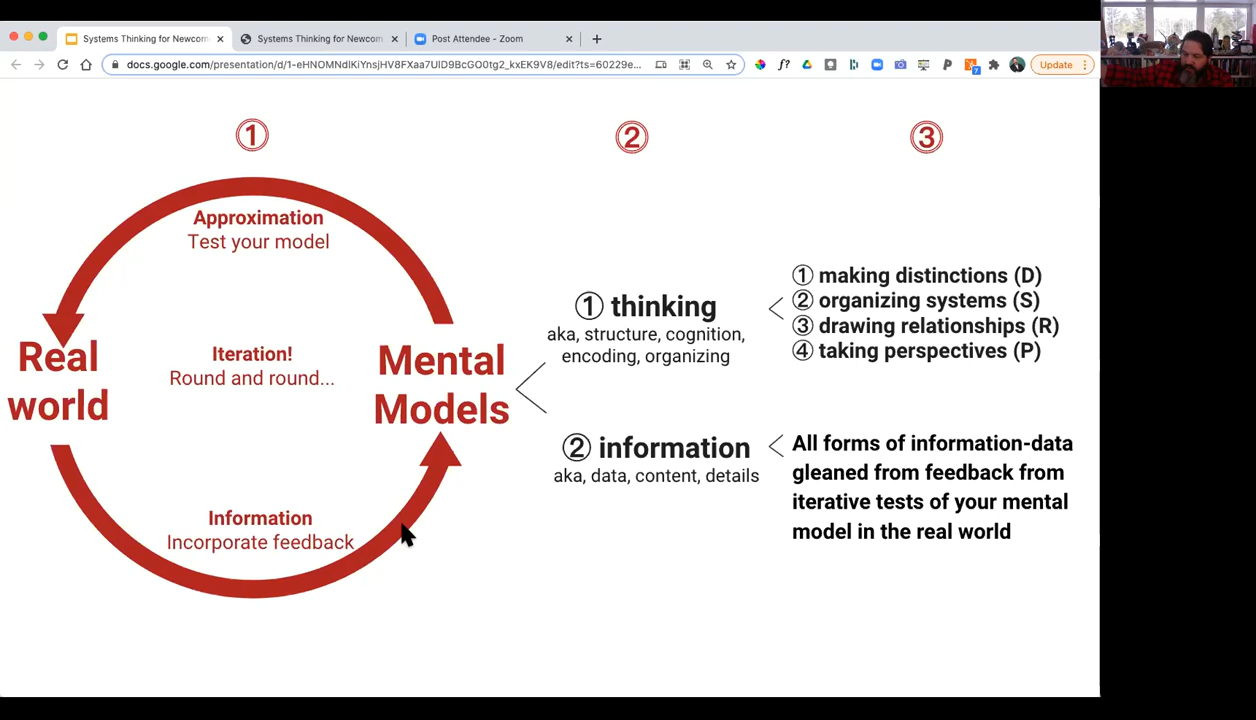 Systems Thinking for Newcom
Systems Thinking for Newcom
Post Attendee - Zoom
docs.google.com/presentation/d/1-eHNOMNdlKiYnsjHV8FXaa7UlD9BcGO0tg2_kxEK9V8/edit?ts=60229e...
f?
7
Update
① ② ③
Approximation
Test your model
Real
world
Iteration!
Round and round...
Mental
Models
Information
Incorporate feedback
① thinking
aka, structure, cognition,
encoding, organizing
② information
aka, data, content, details
① making distinctions (D)
② organizing systems (S)
③ drawing relationships (R)
④ taking perspectives (P)
All forms of information-data
gleaned from feedback from
iterative tests of your mental
model in the real world